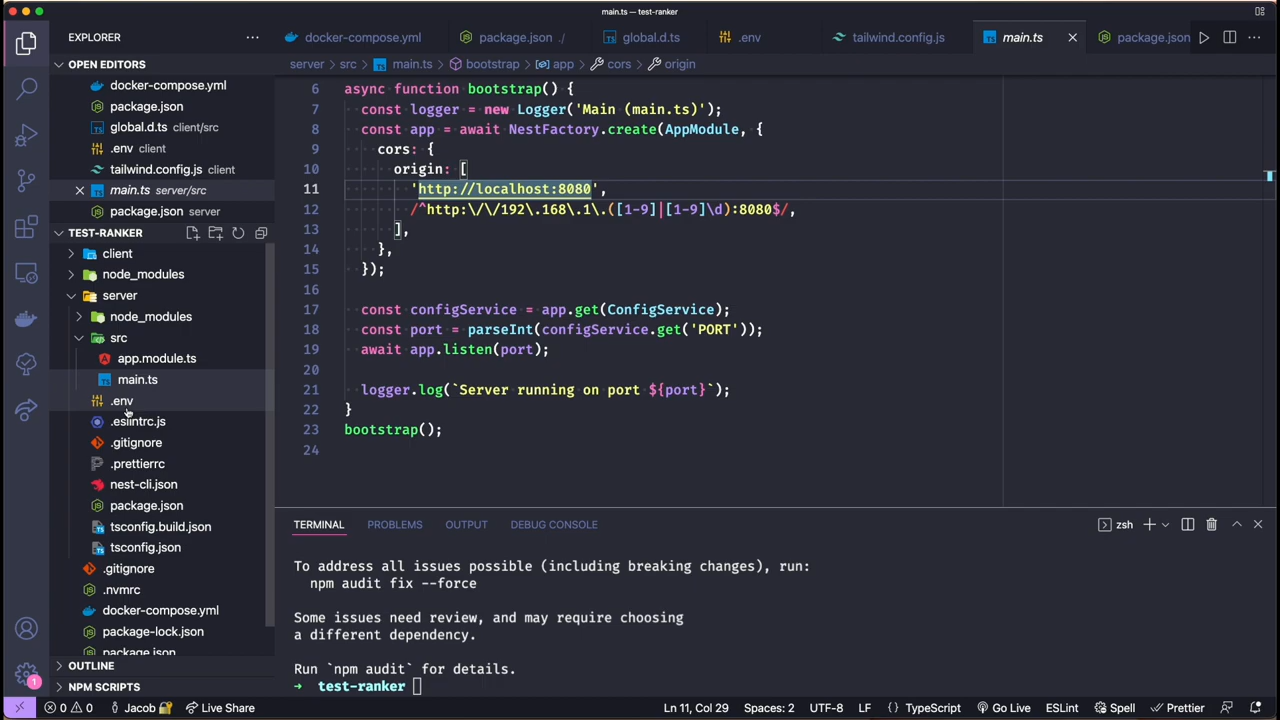 main.ts — test-ranker
EXPLORER
OPEN EDITORS
docker-compose.yml
package.json
global.d.ts client/src
.env client
tailwind.config.js client
main.ts server/src
package.json server
TEST-RANKER
client
node_modules
server
node_modules
src
app.module.ts
main.ts
.env
.eslintrc.js
.gitignore
.prettierrc
nest-cli.json
package.json
tsconfig.build.json
tsconfig.json
.gitignore
.nvmrc
docker-compose.yml
package-lock.json
package.json
OUTLINE
NPM SCRIPTS
docker-compose.yml
package.json ./
global.d.ts
.env
tailwind.config.js
main.ts
package.json
server > src > main.ts > bootstrap > app > cors > origin
6 async function bootstrap() {
7 const logger = new Logger('Main (main.ts)');
8 const app = await NestFactory.create(AppModule, {
9 cors: {
10 origin: [
11 'http://localhost:8080',
12 /^http:\/\/192\.168\.1\.([1-9]|[1-9]\d):8080$/,
13 ],
14 },
15 });
16
17 const configService = app.get(ConfigService);
18 const port = parseInt(configService.get('PORT'));
19 await app.listen(port);
20
21 logger.log(`Server running on port ${port}`);
22 }
23 bootstrap();
24
TERMINAL PROBLEMS OUTPUT DEBUG CONSOLE
zsh
To address all issues possible (including breaking changes), run:
npm audit fix --force
Some issues need review, and may require choosing
a different dependency.
Run `npm audit` for details.
→ test-ranker
1
0 0 Jacob Live Share Ln 11, Col 29 Spaces: 2 UTF-8 LF {} TypeScript Go Live ESLint Spell Prettier